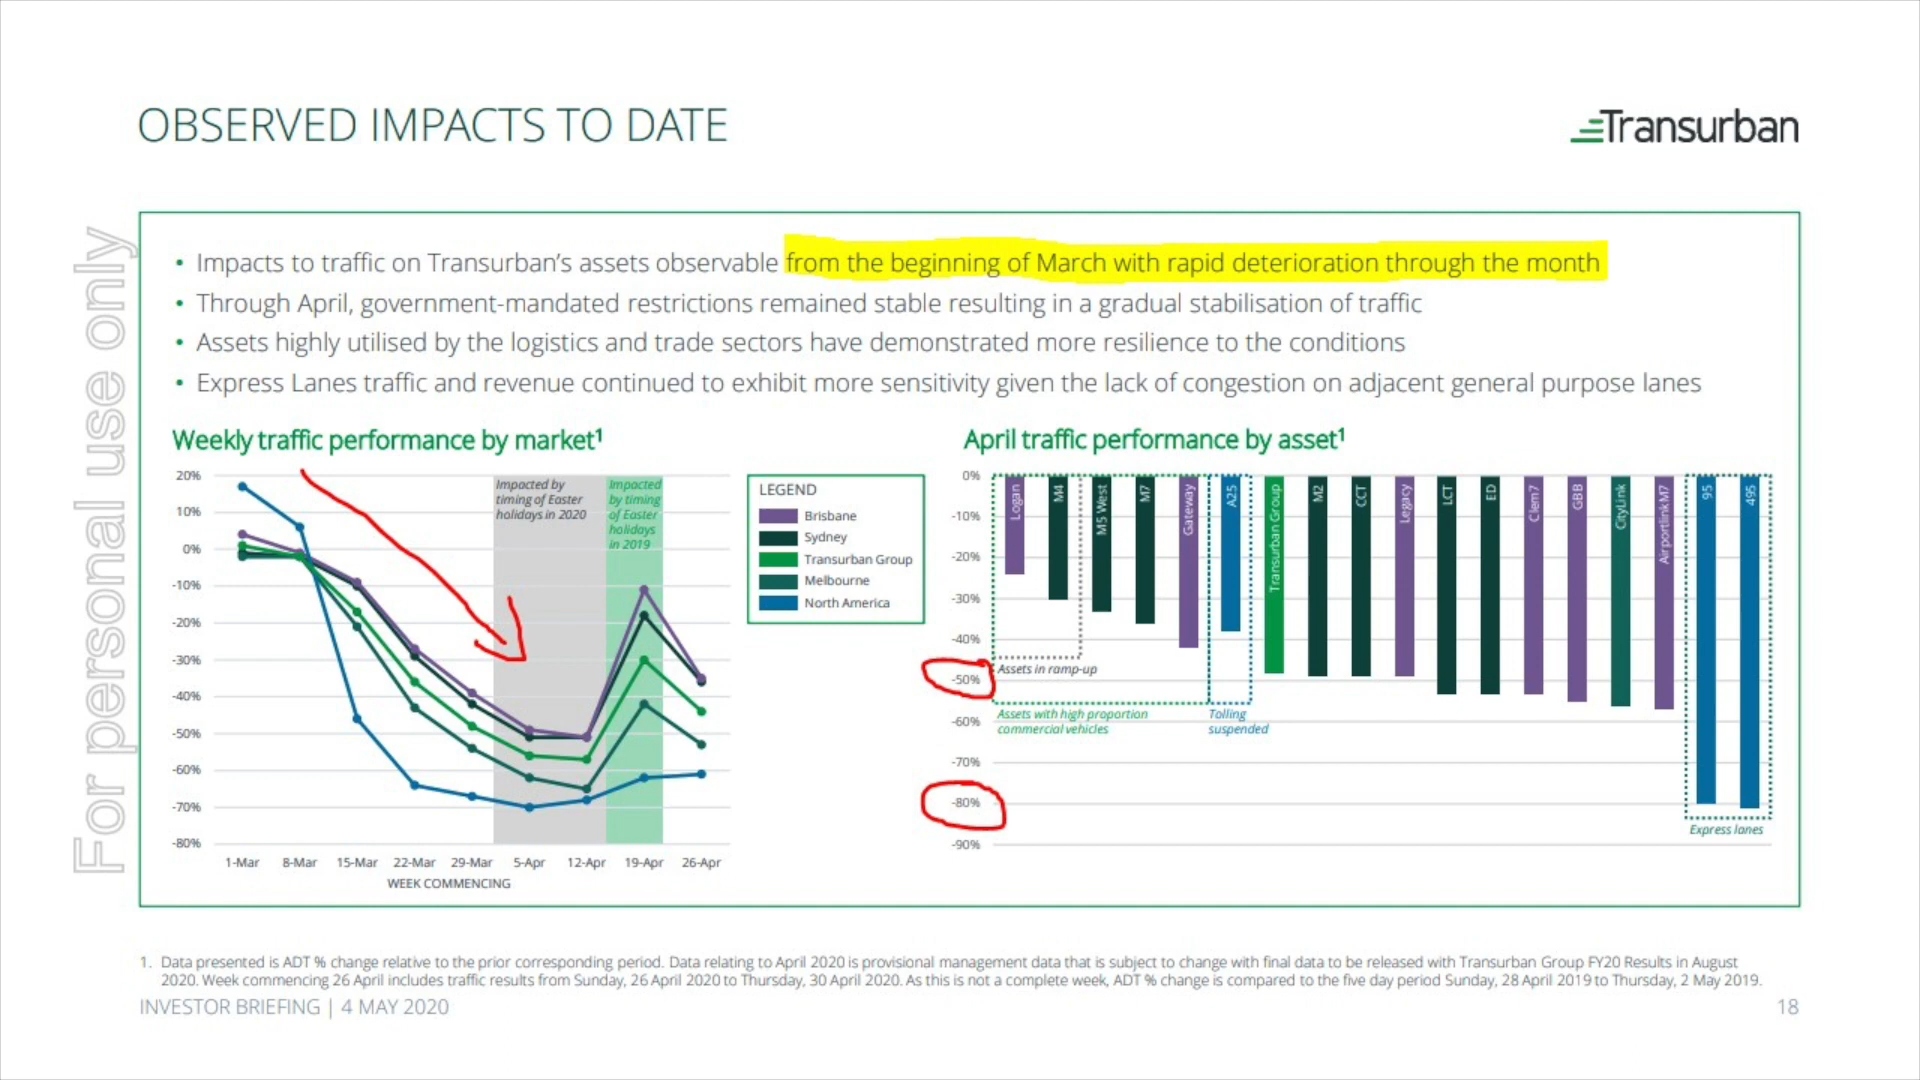 OBSERVED IMPACTS TO DATE
Transurban
For personal use only
• Impacts to traffic on Transurban's assets observable from the beginning of March with rapid deterioration through the month
• Through April, government-mandated restrictions remained stable resulting in a gradual stabilisation of traffic
• Assets highly utilised by the logistics and trade sectors have demonstrated more resilience to the conditions
• Express Lanes traffic and revenue continued to exhibit more sensitivity given the lack of congestion on adjacent general purpose lanes
Weekly traffic performance by market¹
20%
10%
0%
-10%
-20%
-30%
-40%
-50%
-60%
-70%
-80%
Impacted by
timing of Easter
holidays in 2020
Impacted
by timing
of Easter
holidays
in 2019
1-Mar 8-Mar 15-Mar 22-Mar 29-Mar 5-Apr 12-Apr 19-Apr 26-Apr
WEEK COMMENCING
LEGEND
Brisbane
Sydney
Transurban Group
Melbourne
North America
April traffic performance by asset¹
0%
-10%
-20%
-30%
-40%
-50%
-60%
-70%
-80%
-90%
Logan
M4
M5 West
M7
Gateway
A25
Transurban Group
M2
CCT
Legacy
LCT
ED
Clem7
GBB
CityLink
AirportlinkM7
95
495
Assets in ramp-up
Assets with high proportion
commercial vehicles
Tolling
suspended
Express lanes
1. Data presented is ADT % change relative to the prior corresponding period. Data relating to April 2020 is provisional management data that is subject to change with final data to be released with Transurban Group FY20 Results in August
2020. Week commencing 26 April includes traffic results from Sunday, 26 April 2020 to Thursday, 30 April 2020. As this is not a complete week, ADT % change is compared to the five day period Sunday, 28 April 2019 to Thursday, 2 May 2019.
INVESTOR BRIEFING | 4 MAY 2020
18